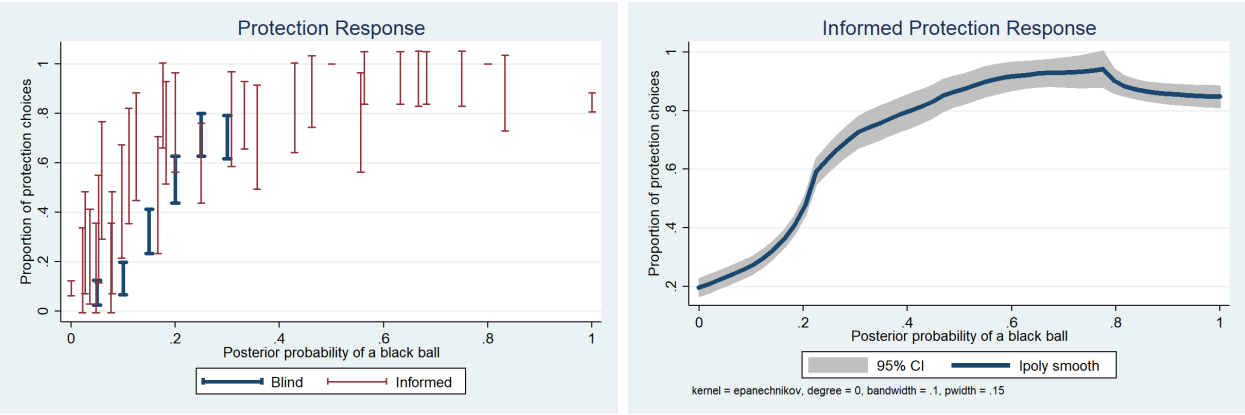 Protection Response
Proportion of protection choices
1
.8
.6
.4
.2
0
0 .2 .4 .6 .8 1
Posterior probability of a black ball
Blind Informed
Informed Protection Response
Proportion of protection choices
1
.8
.6
.4
.2
0 .2 .4 .6 .8 1
Posterior probability of a black ball
95% CI lpoly smooth
kernel = epanechnikov, degree = 0, bandwidth = .1, pwidth = .15